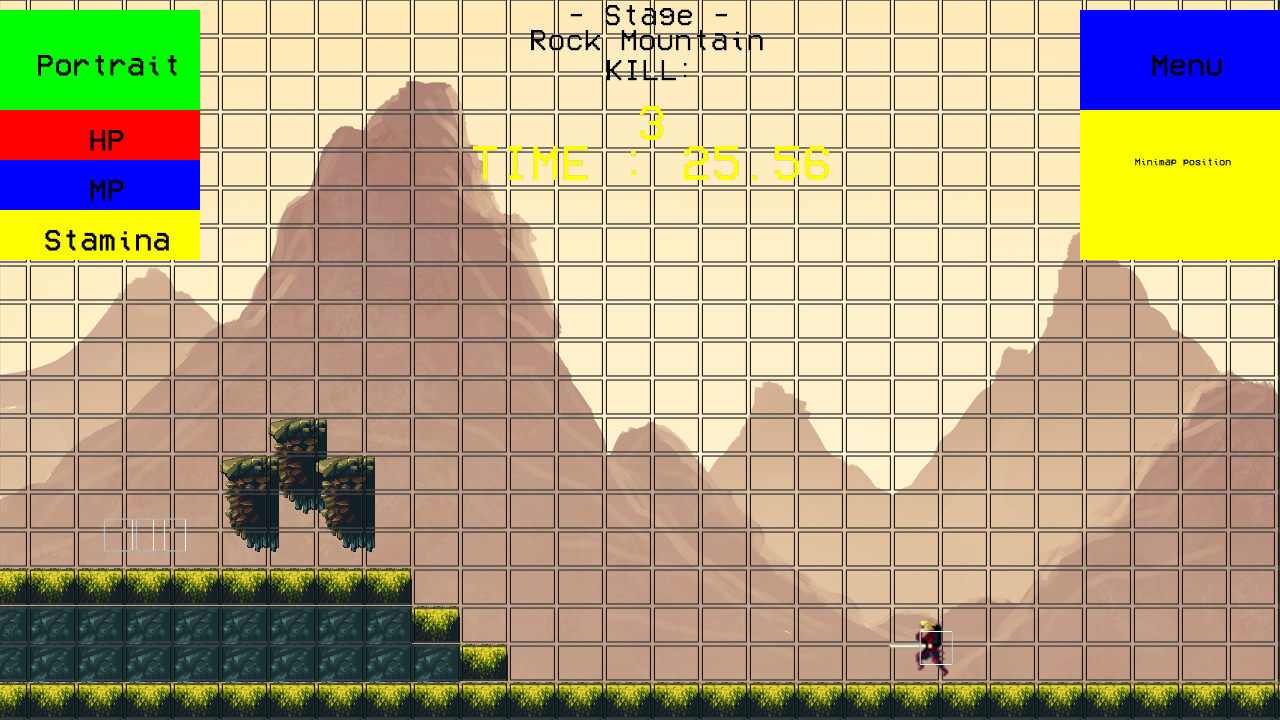 - Stage -
Rock Mountain
KILL:
3
TIME : 25.56
Portrait
HP
MP
Stamina
Menu
Minimap position